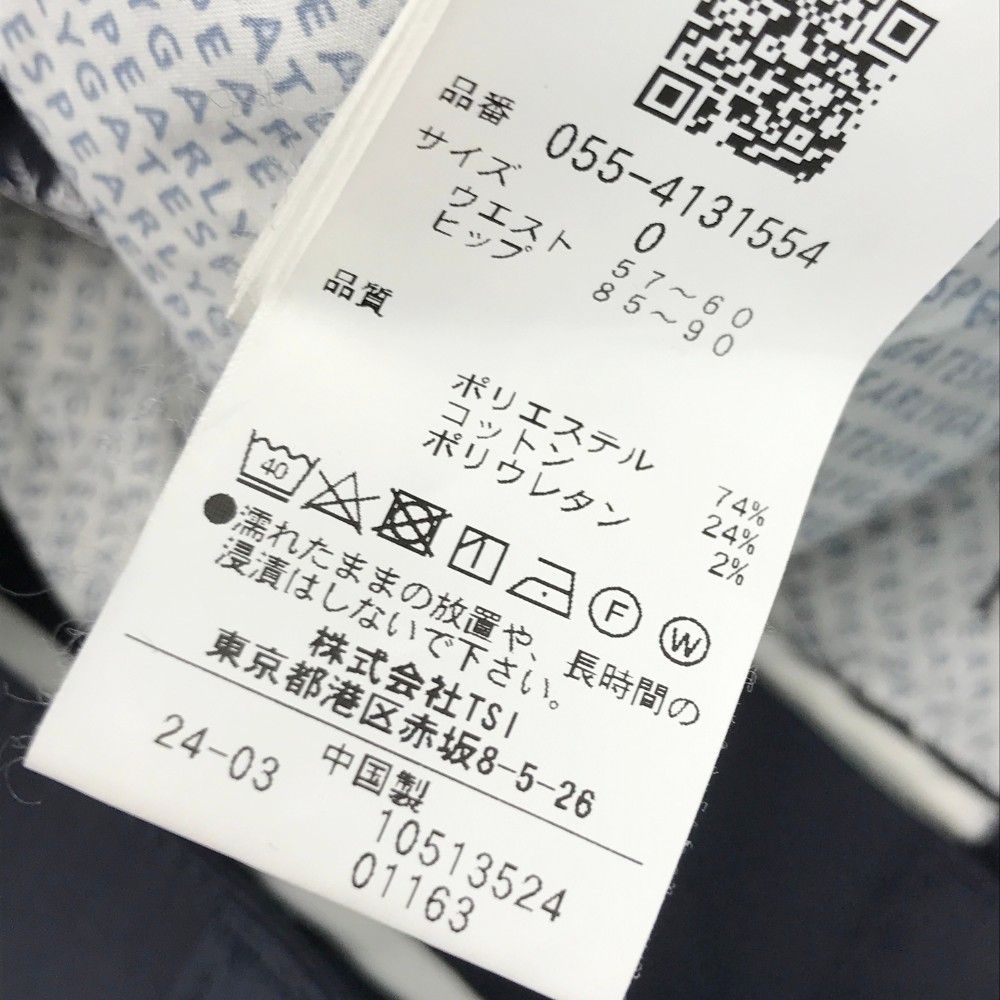 品番 055-4131554
サイズ 0
ウエスト 57~60
ヒップ 85~90
品質
ポリエステル 74%
コットン 24%
ポリウレタン 2%
40
F W
●濡れたままの放置や、長時間の
浸漬はしないで下さい。
株式会社TSI
東京都港区赤坂8-5-26
24-03 中国製
10513524
01163
PEARLY GATES